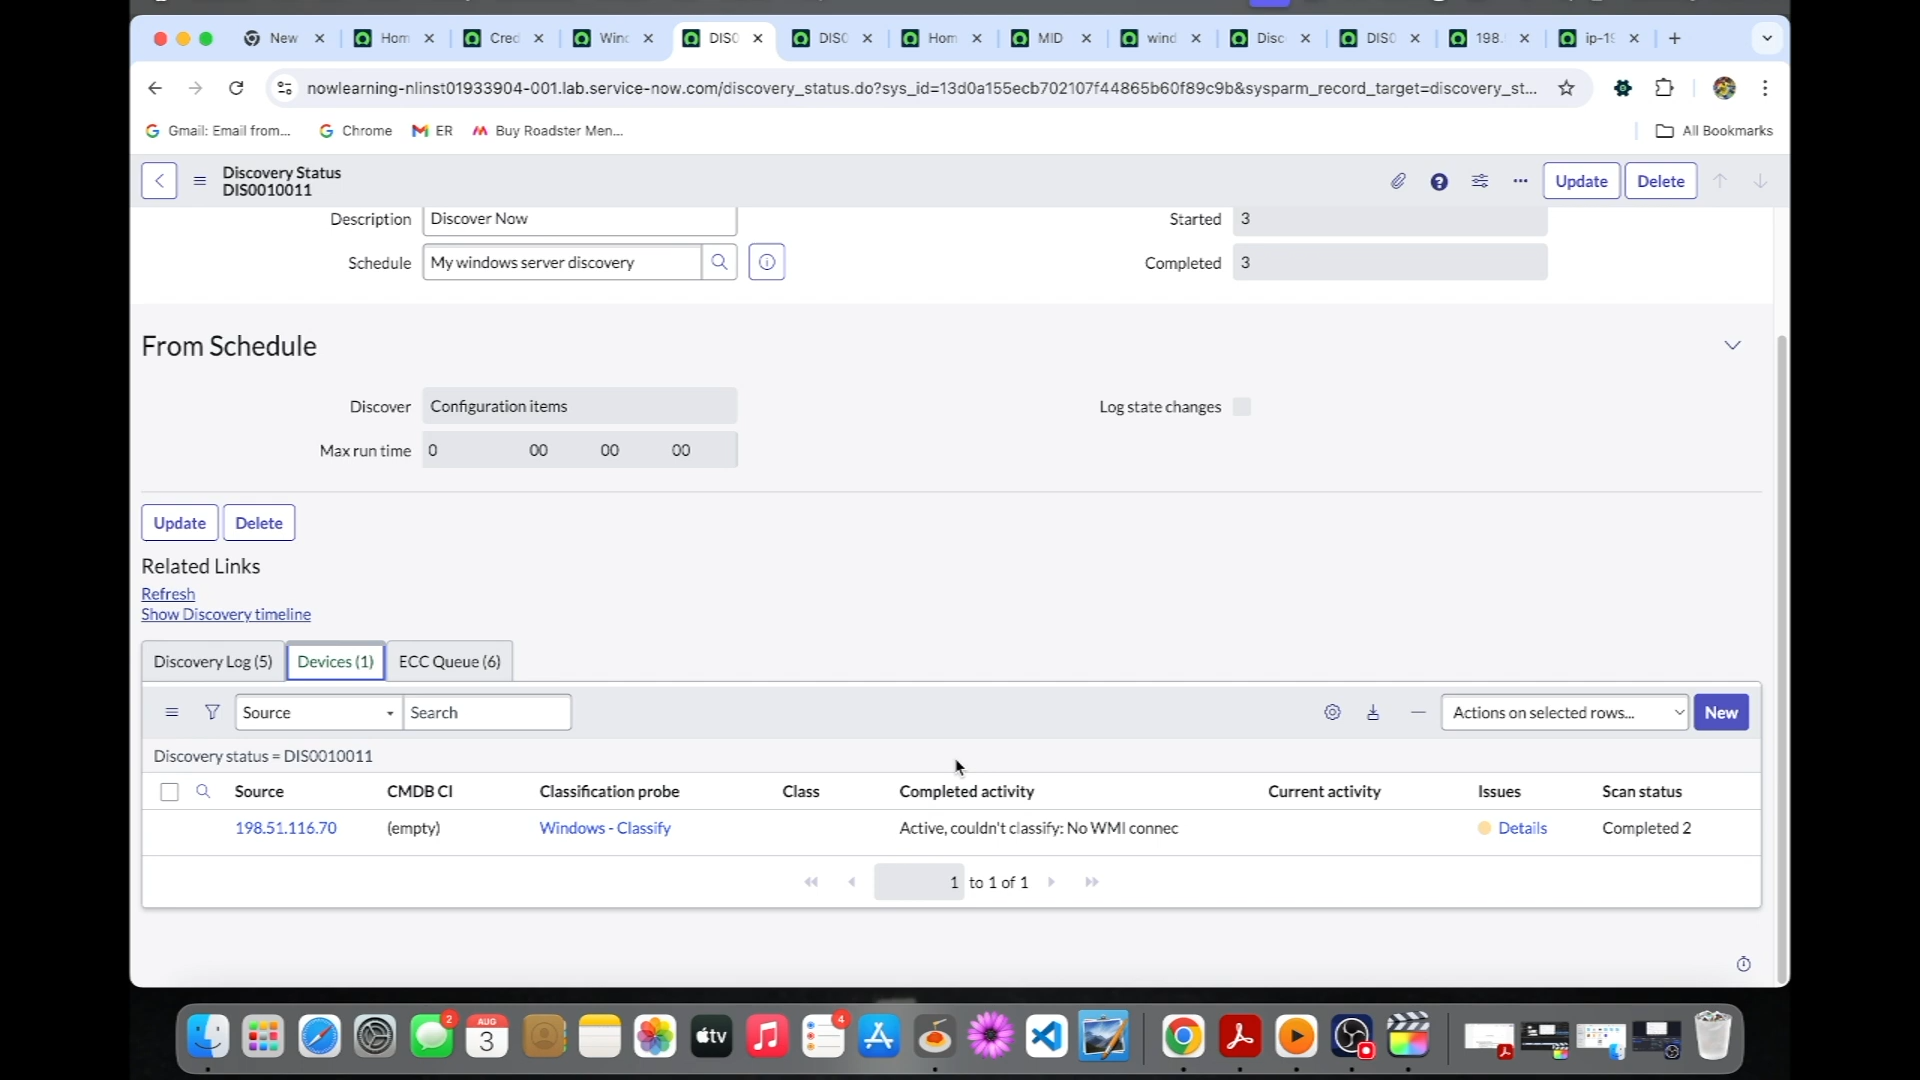 New
Hom
Cred
Winc
DISC
DISC
Hom
MID
wind
Disc
DISC
198.
ip-19
nowlearning-nlinst01933904-001.lab.service-now.com/discovery_status.do?sys_id=13d0a155ecb702107f44865b60f89c9b&sysparm_record_target=discovery_st...
Gmail: Email from...
Chrome
ER
Buy Roadster Men...
All Bookmarks
Discovery Status
DIS0010011
Update
Delete
Description
Discover Now
Started
3
Schedule
My windows server discovery
Completed
3
From Schedule
Discover
Configuration items
Log state changes
Max run time
0 00 00 00
Update
Delete
Related Links
Refresh
Show Discovery timeline
Discovery Log (5)
Devices (1)
ECC Queue (6)
Source
Search
Actions on selected rows...
New
Discovery status = DIS0010011
Source CMDB CI Classification probe Class Completed activity Current activity Issues Scan status
198.51.116.70 (empty) Windows - Classify Active, couldn't classify: No WMI connec Details Completed 2
1 to 1 of 1
2
AUG
3
tv
4